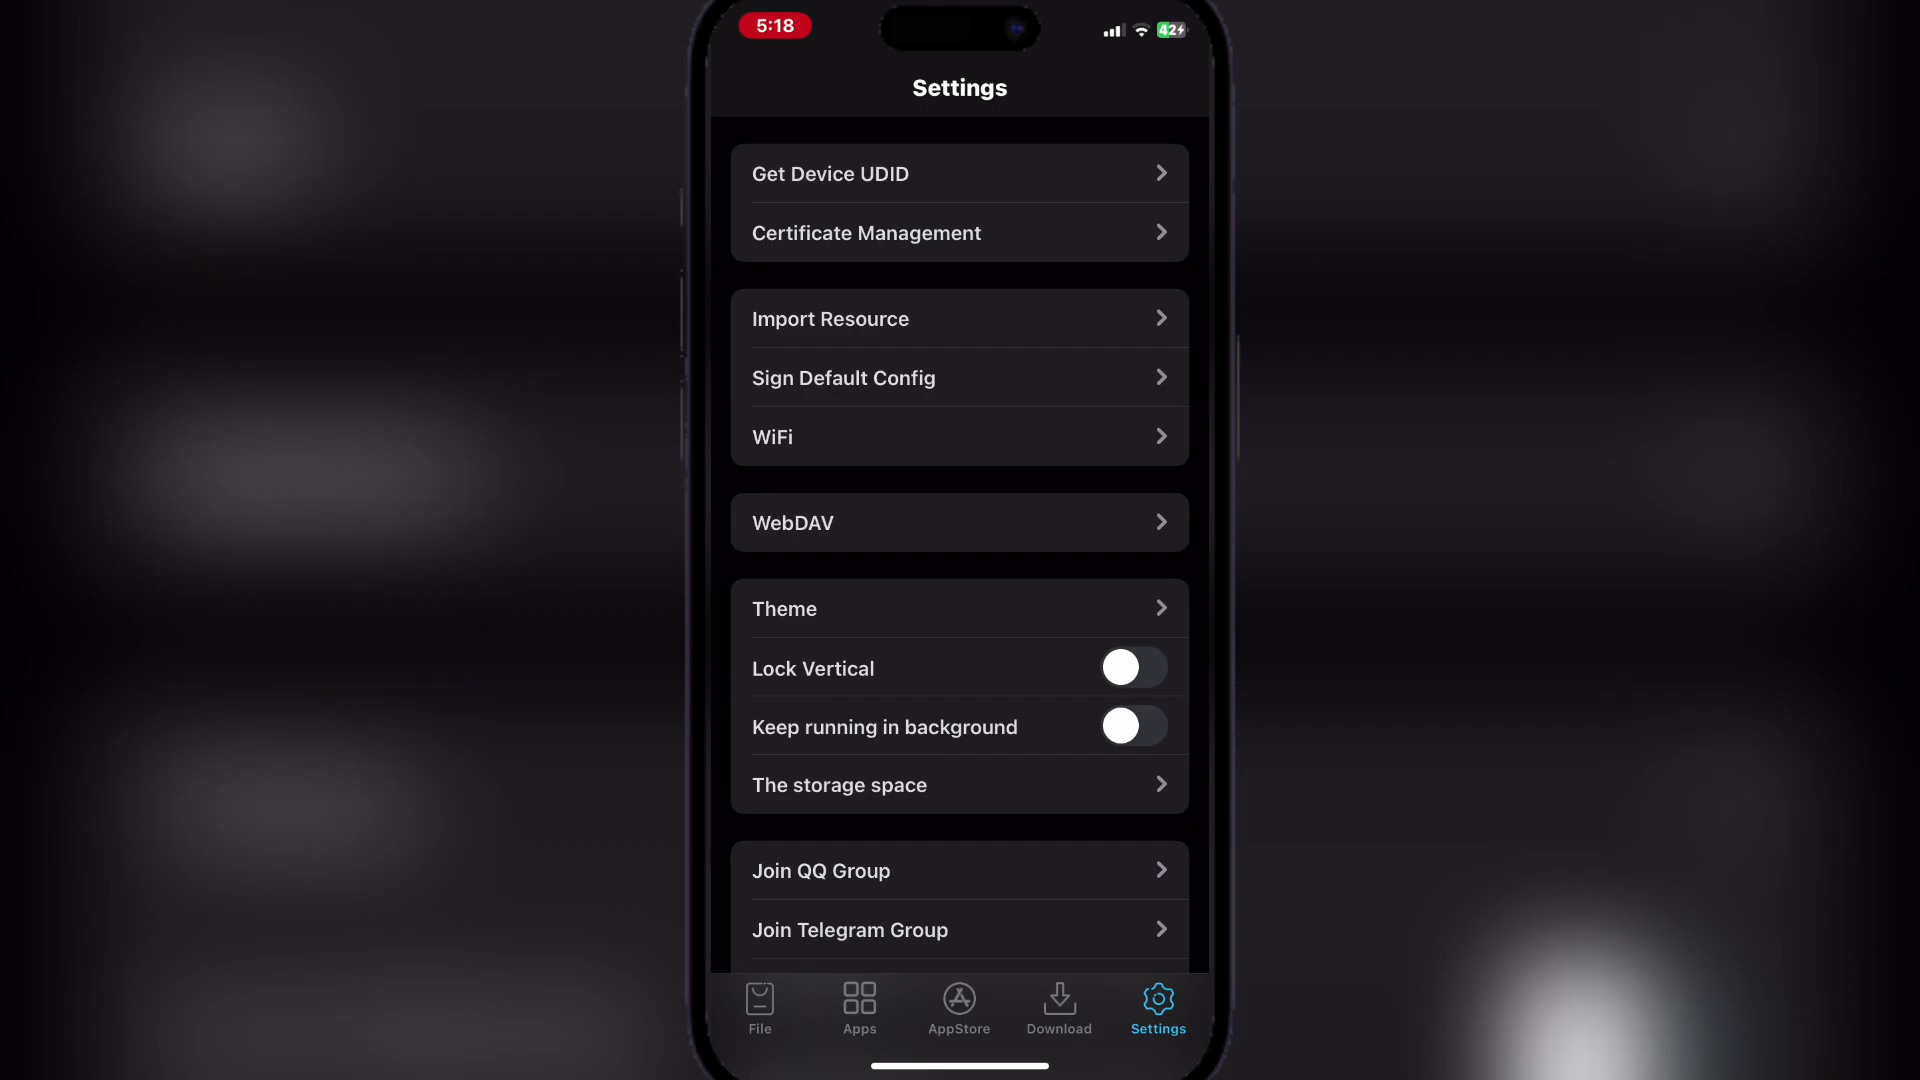 5:18
42
Settings
Get Device UDID
Certificate Management
Import Resource
Sign Default Config
WiFi
WebDAV
Theme
Lock Vertical
Keep running in background
The storage space
Join QQ Group
Join Telegram Group
File
Apps
AppStore
Download
Settings